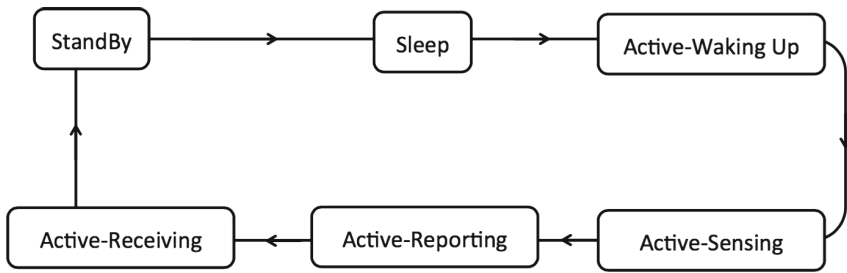 StandBy
Sleep
Active-Waking Up
Active-Receiving
Active-Reporting
Active-Sensing